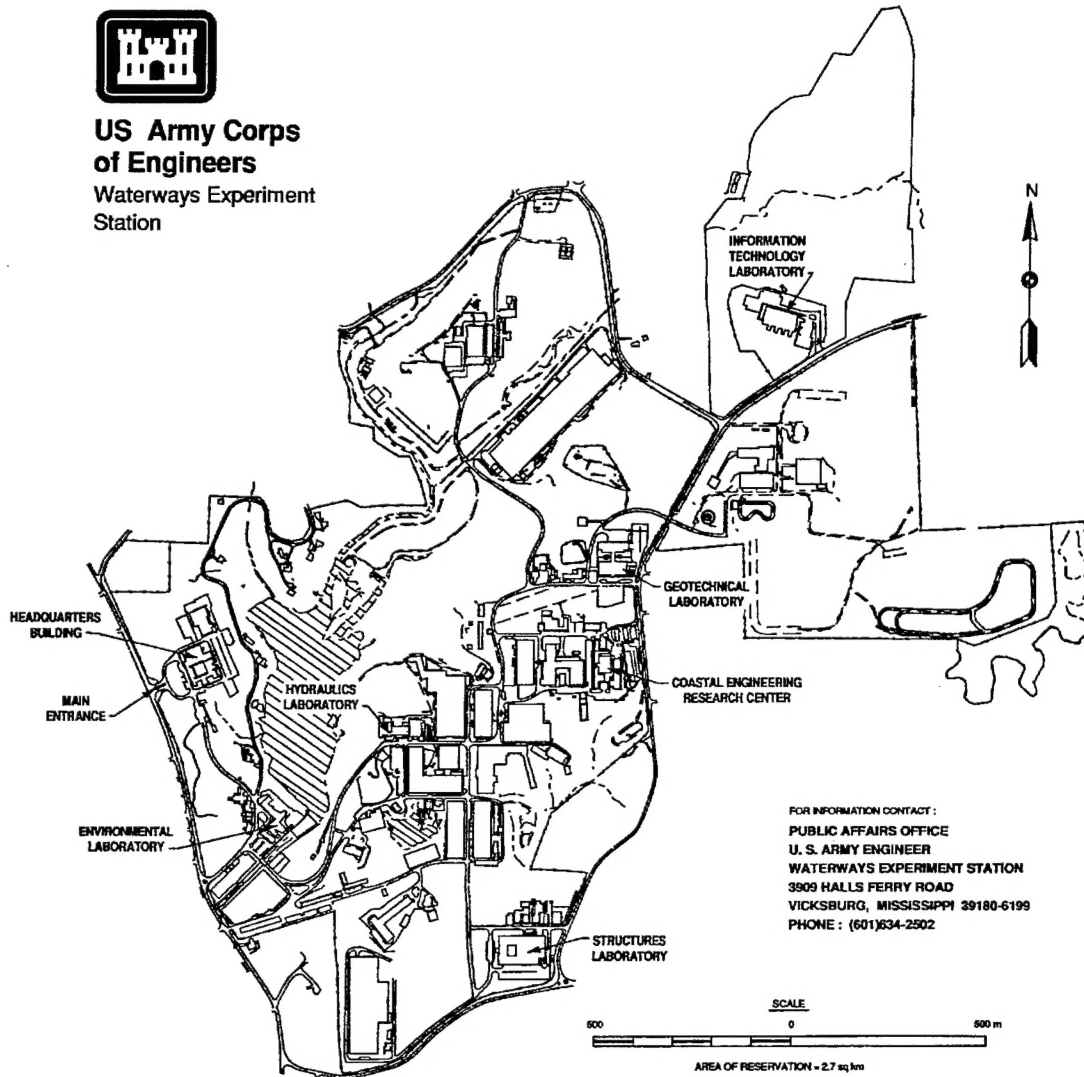 US Army Corps
of Engineers
Waterways Experiment
Station
N
INFORMATION
TECHNOLOGY
LABORATORY
GEOTECHNICAL
LABORATORY
HEADQUARTERS
BUILDING
MAIN
ENTRANCE
HYDRAULICS
LABORATORY
COASTAL ENGINEERING
RESEARCH CENTER
ENVIRONMENTAL
LABORATORY
STRUCTURES
LABORATORY
FOR INFORMATION CONTACT :
PUBLIC AFFAIRS OFFICE
U. S. ARMY ENGINEER
WATERWAYS EXPERIMENT STATION
3909 HALLS FERRY ROAD
VICKSBURG, MISSISSIPPI 39180-6199
PHONE : (601)634-2502
SCALE
500 0 500 m
AREA OF RESERVATION = 2.7 sq km